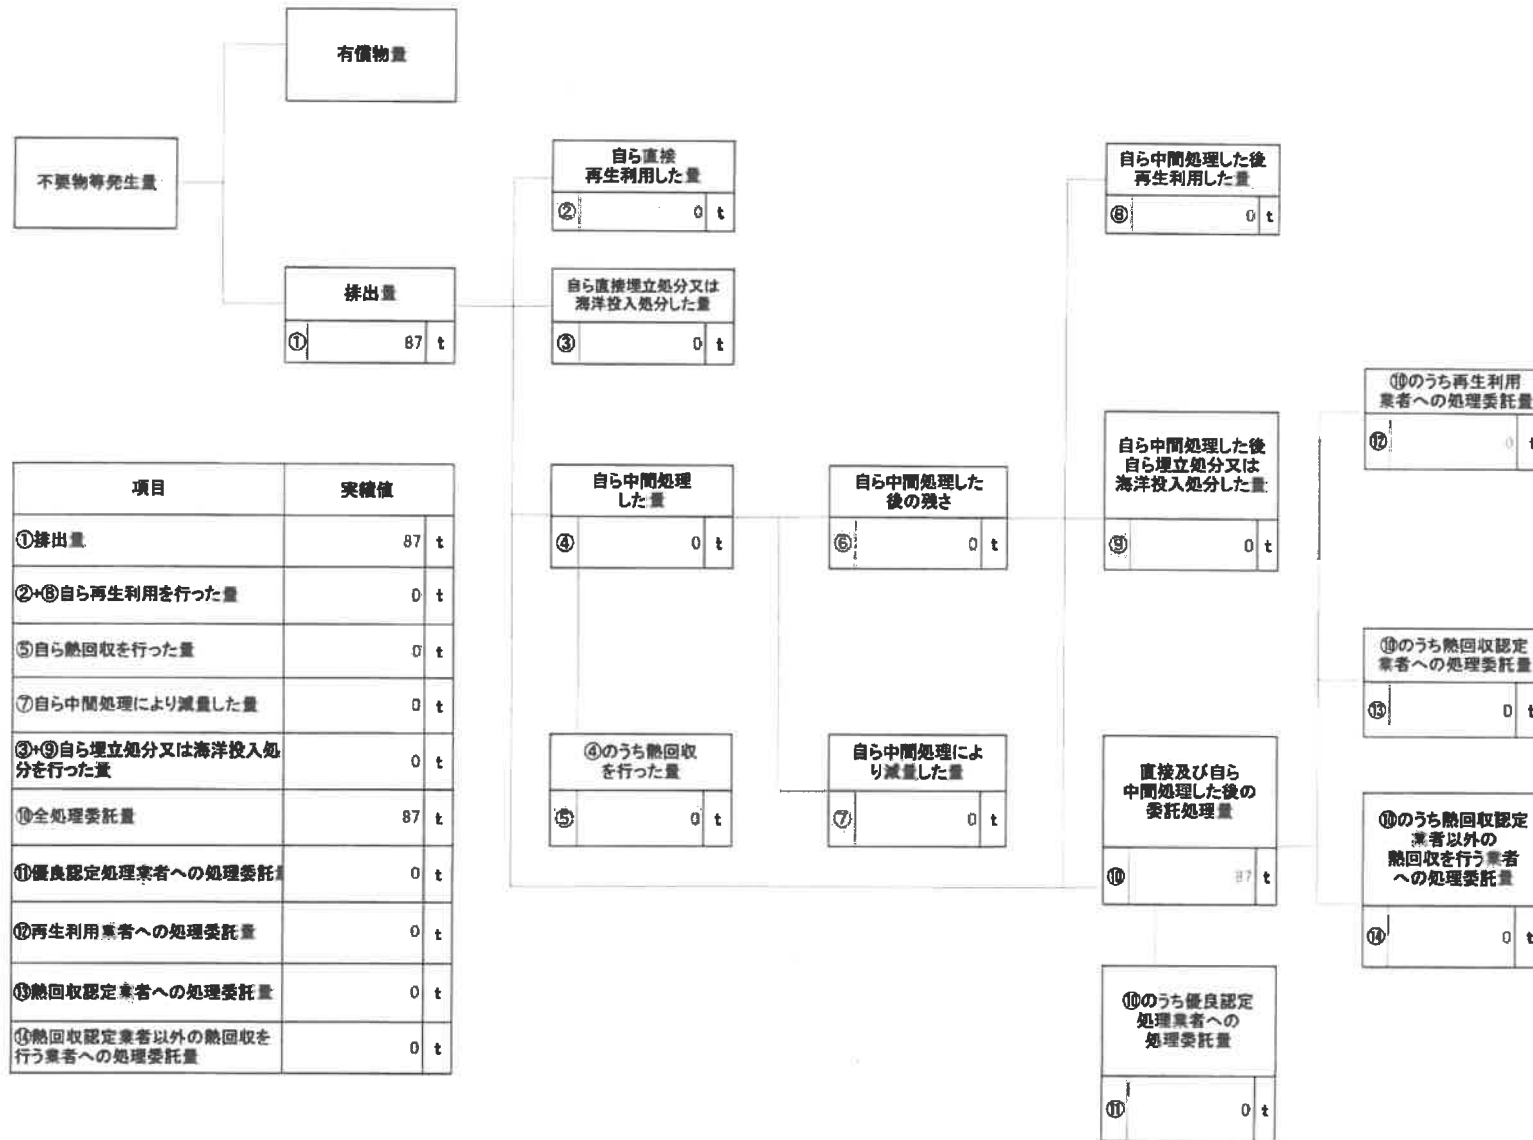 有償物量
不要物等発生量
排出量
① 87 t
自ら直接
再生利用した量
② 0 t
自ら直接埋立処分又は
海洋投入処分した量
③ 0 t
自ら中間処理した後
再生利用した量
⑧ 0 t
自ら中間処理
した量
④ 0 t
自ら中間処理した
後の残さ
⑥ 0 t
自ら中間処理した後
自ら埋立処分又は
海洋投入処分した量
⑨ 0 t
⑩のうち再生利用
業者への処理委託量
⑫ 0 t
⑩のうち熱回収認定
業者への処理委託量
⑬ 0 t
④のうち熱回収
を行った量
⑤ 0 t
自ら中間処理によ
り減量した量
⑦ 0 t
直接及び自ら
中間処理した後の
委託処理量
⑩ 87 t
⑩のうち熱回収認定
業者以外の
熱回収を行う業者
への処理委託量
⑭ 0 t
⑩のうち優良認定
処理業者への
処理委託量
⑪ 0 t
項目 実績値
①排出量 87 t
②+⑧自ら再生利用を行った量 0 t
⑤自ら熱回収を行った量 0 t
⑦自ら中間処理により減量した量 0 t
③+⑨自ら埋立処分又は海洋投入処
分を行った量 0 t
⑩全処理委託量 87 t
⑪優良認定処理業者への処理委託量 0 t
⑫再生利用業者への処理委託量 0 t
⑬熱回収認定業者への処理委託量 0 t
⑭熱回収認定業者以外の熱回収を
行う業者への処理委託量 0 t